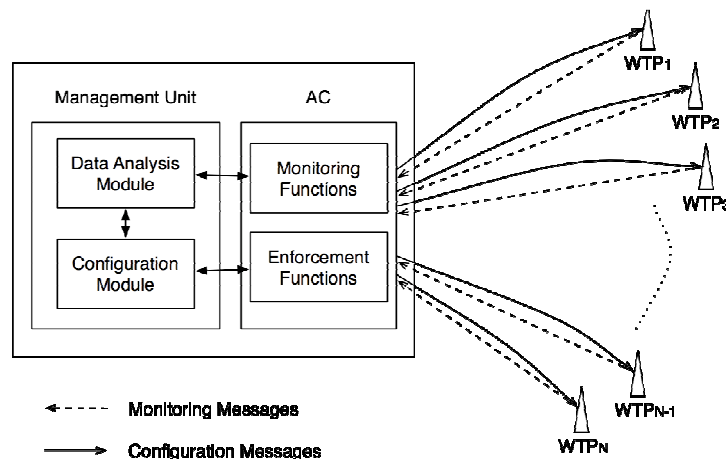 WTP1
Management Unit
AC
WTP2
Data Analysis
Module
Monitoring
Functions
WTP3
Configuration
Module
Enforcement
Functions
WTPN-1
Monitoring Messages
WTPN
Configuration Messages